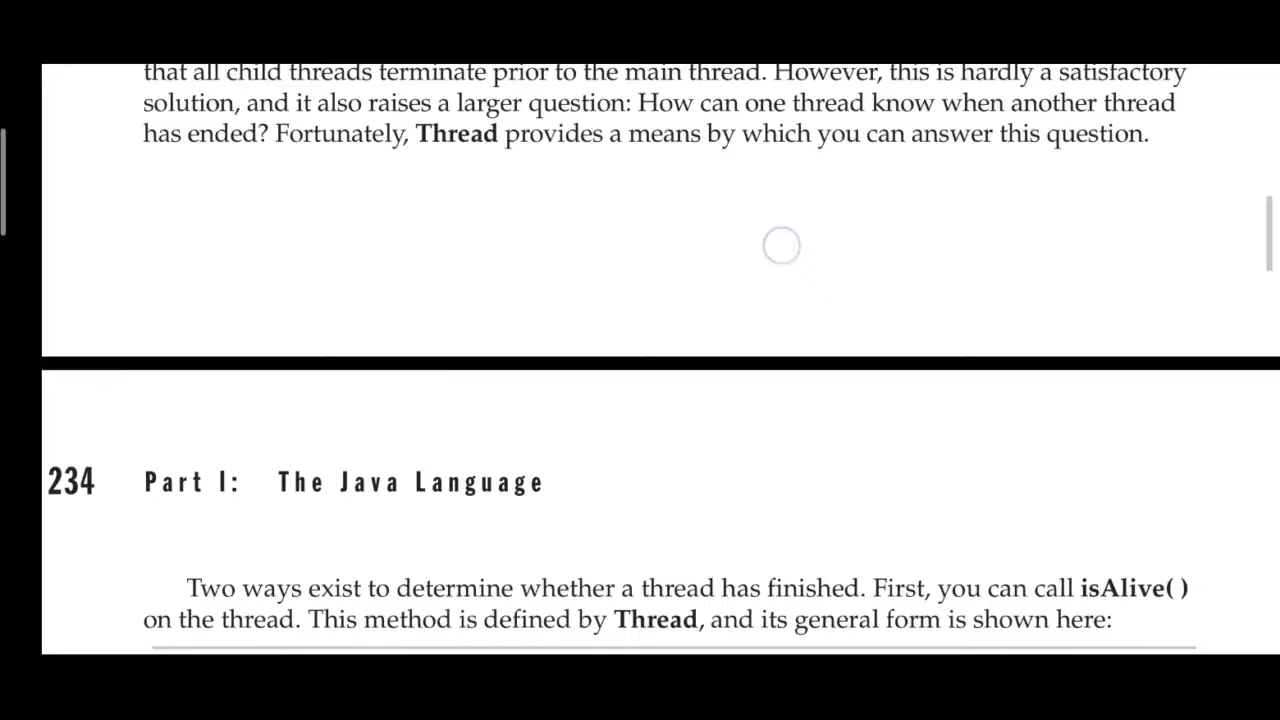 that all child threads terminate prior to the main thread. However, this is hardly a satisfactory
solution, and it also raises a larger question: How can one thread know when another thread
has ended? Fortunately, Thread provides a means by which you can answer this question.
234 Part I: The Java Language
Two ways exist to determine whether a thread has finished. First, you can call isAlive( )
on the thread. This method is defined by Thread, and its general form is shown here: